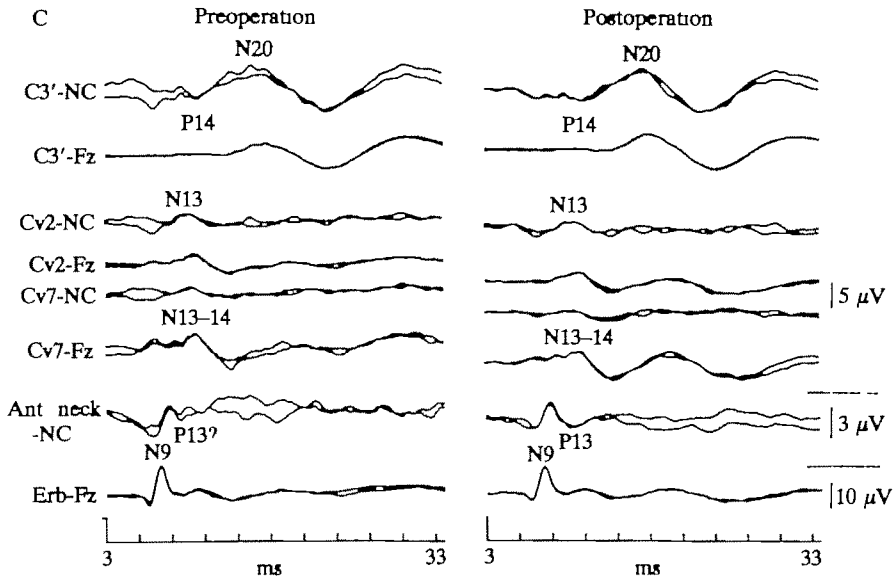 C
Preoperation
Postoperation
N20
N20
C3′-NC
P14
P14
C3′-Fz
N13
N13
Cv2-NC
Cv2-Fz
Cv7-NC
5 μV
N13–14
N13–14
Cv7-Fz
Ant neck
-NC
3 μV
P13?
P13
N9
N9
Erb-Fz
10 μV
3 33
ms
3 33
ms